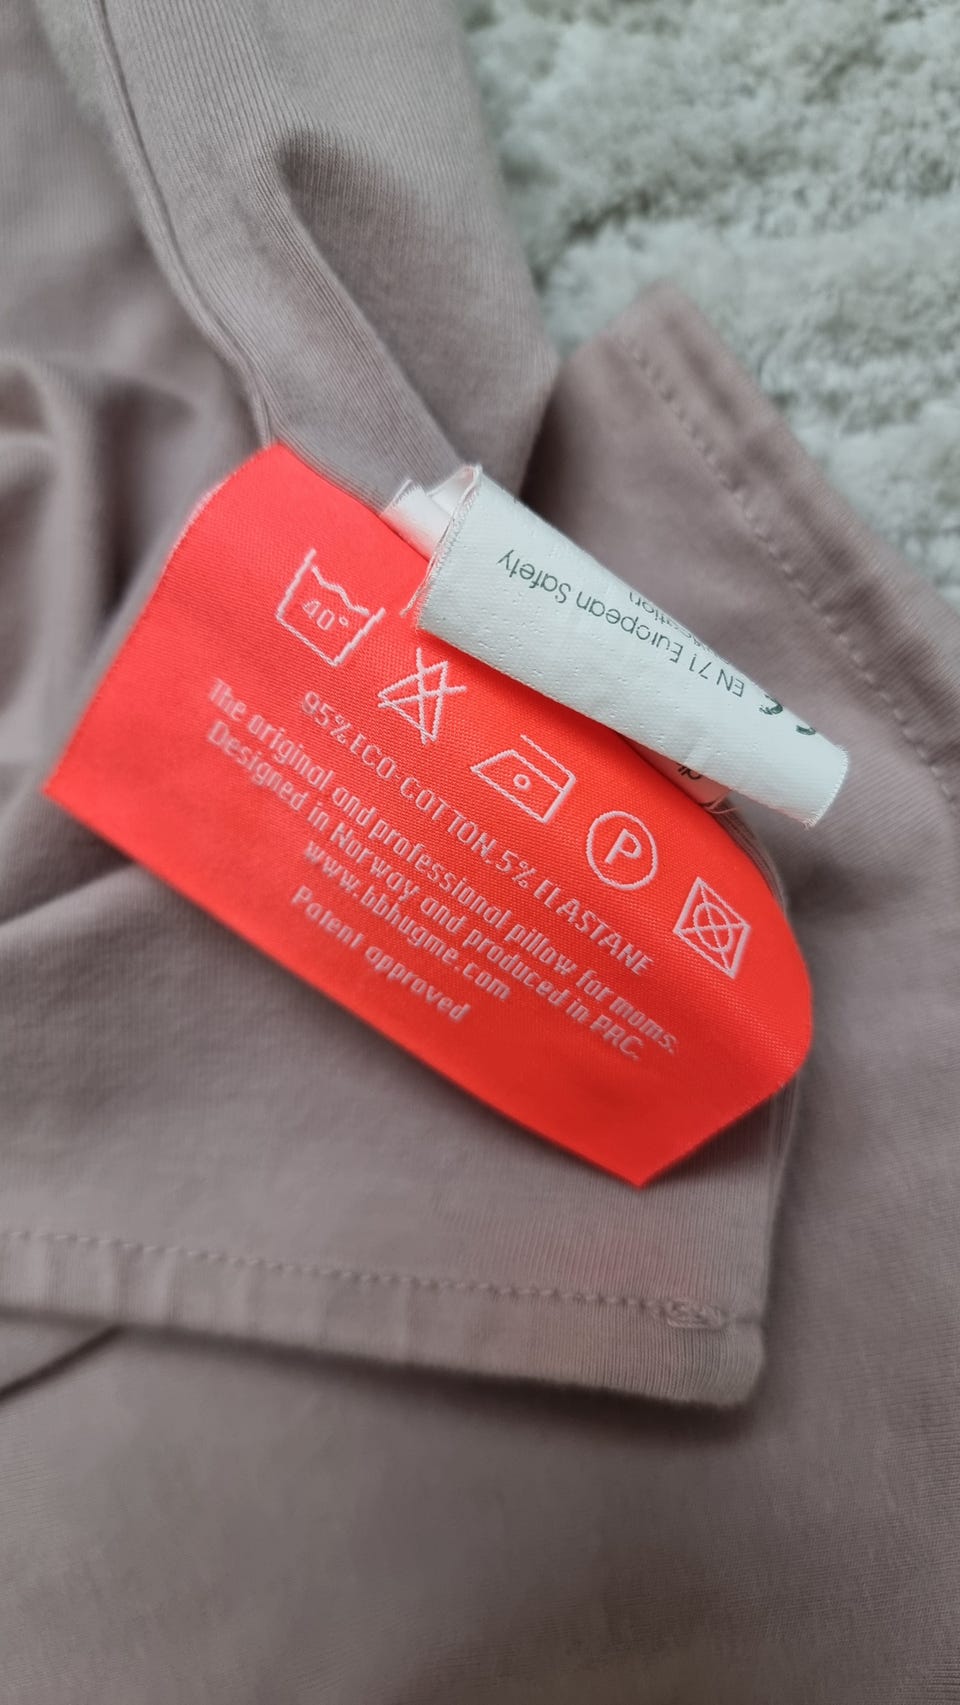 40°
P
95% ECO-COTTON. 5% ELASTANE
The original and professional pillow for moms.
Designed in Norway and produced in PRC.
www.bbhugme.com
Patent approved
EN 71 European Safety